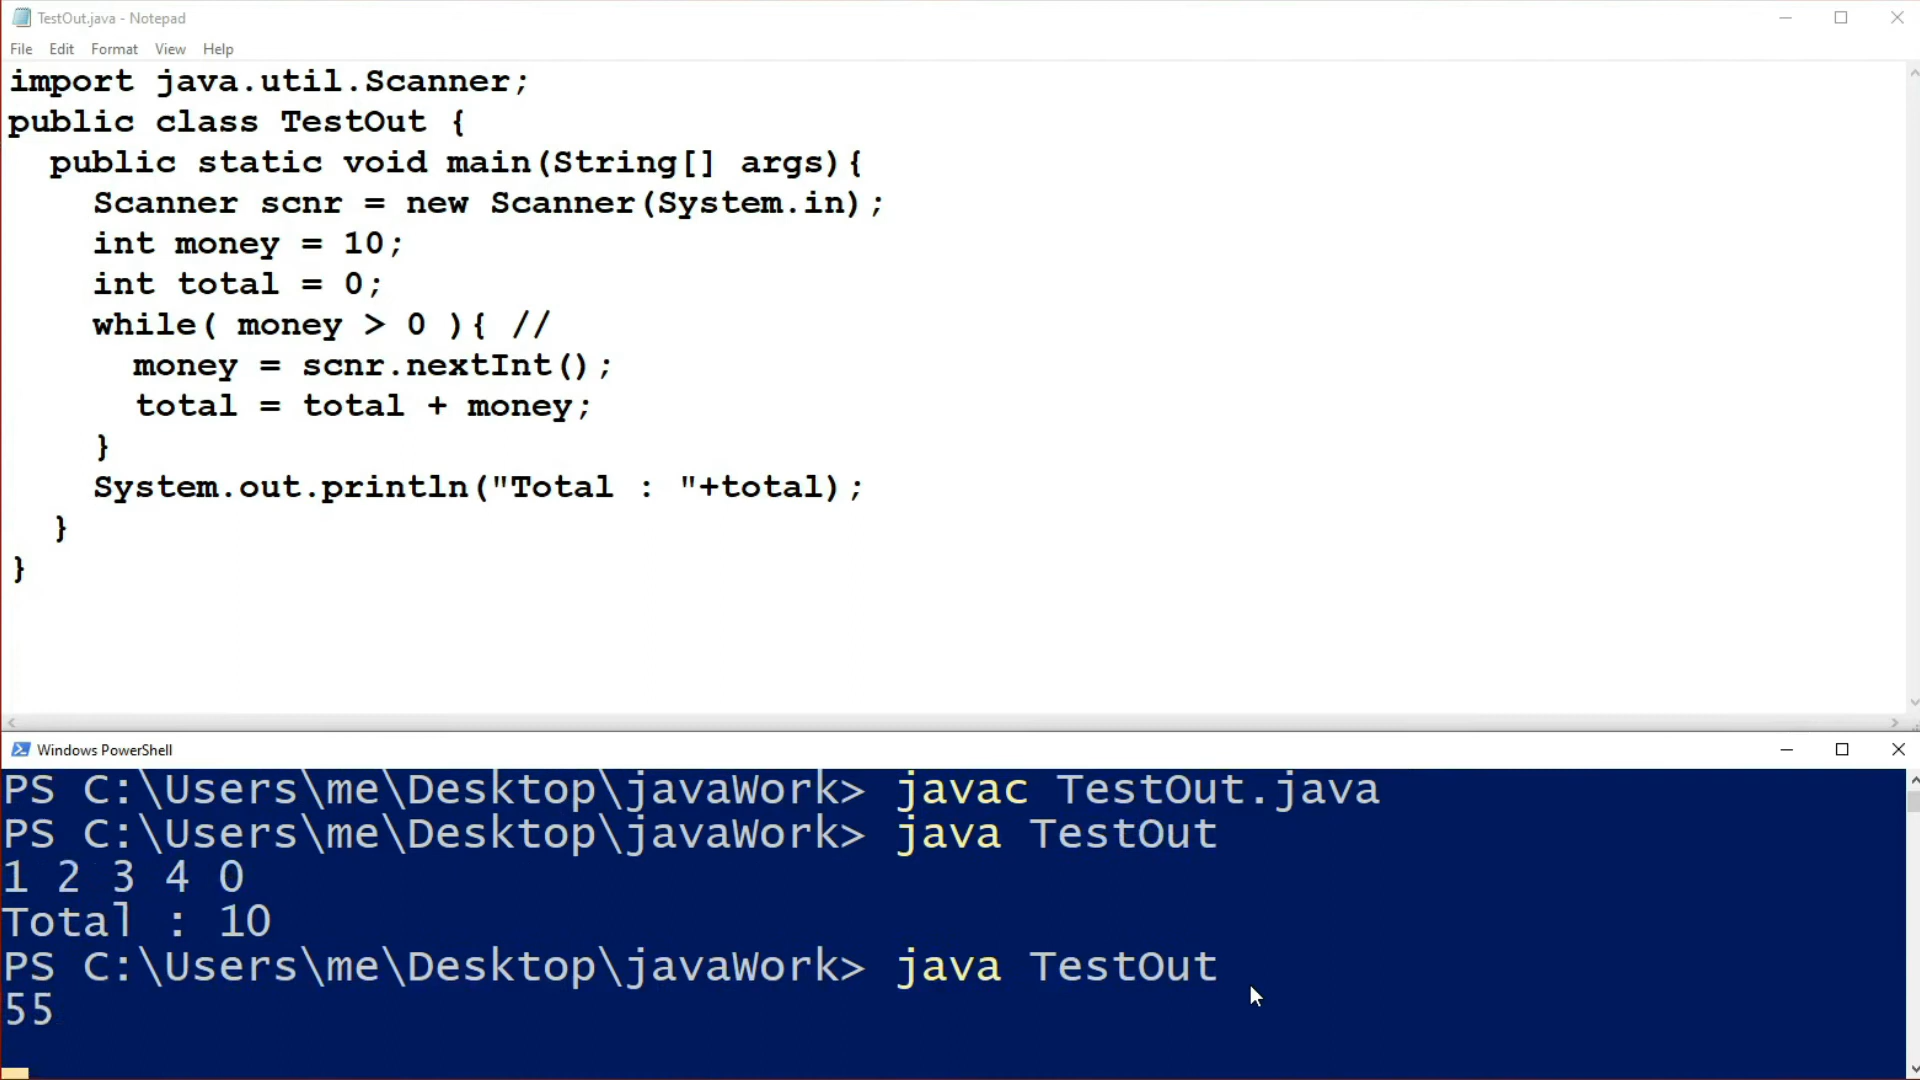 TestOut.java - Notepad
File Edit Format View Help
import java.util.Scanner;
public class TestOut {
public static void main(String[] args){
Scanner scnr = new Scanner(System.in);
int money = 10;
int total = 0;
while( money > 0 ){ //
money = scnr.nextInt();
total = total + money;
}
System.out.println("Total : "+total);
}
}
Windows PowerShell
PS C:\Users\me\Desktop\javaWork> javac TestOut.java
PS C:\Users\me\Desktop\javaWork> java TestOut
1 2 3 4 0
Total : 10
PS C:\Users\me\Desktop\javaWork> java TestOut
55